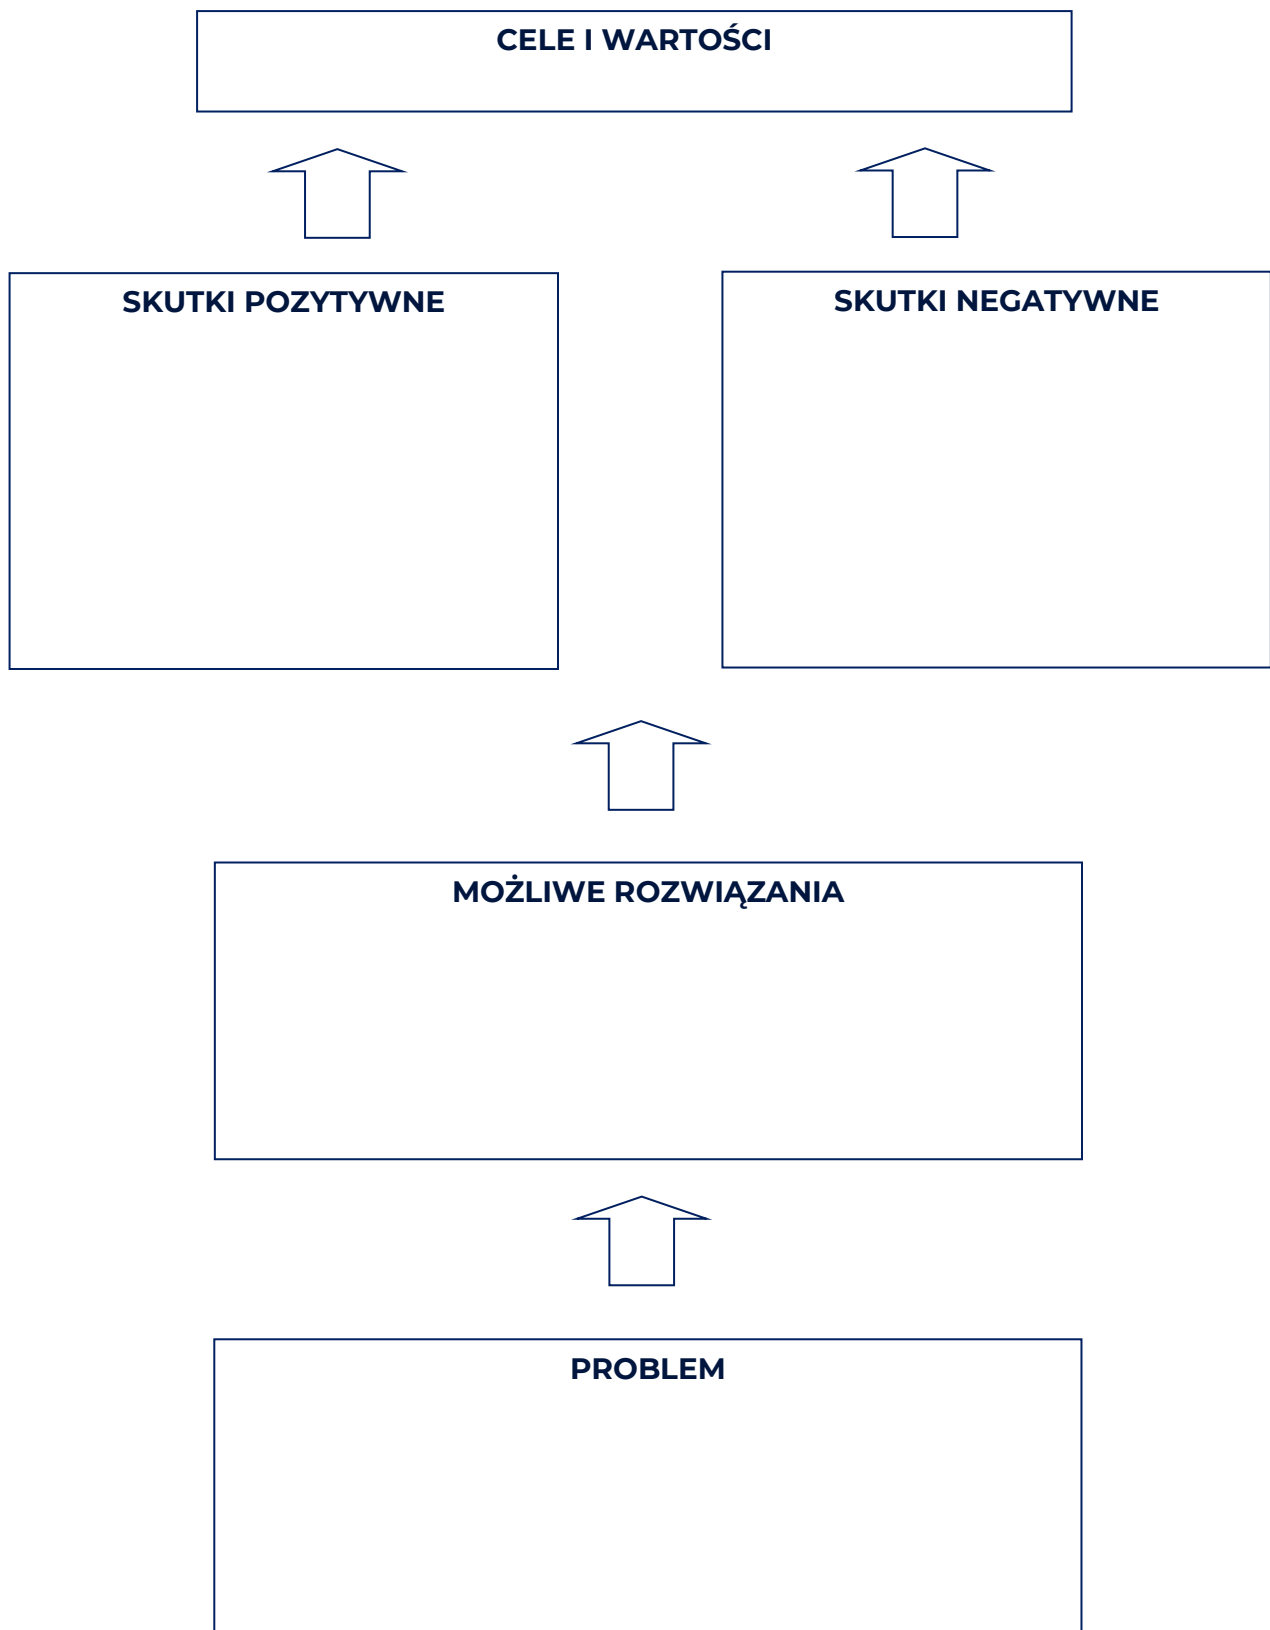 CELE I WARTOŚCI
SKUTKI POZYTYWNE
SKUTKI NEGATYWNE
MOŻLIWE ROZWIĄZANIA
PROBLEM